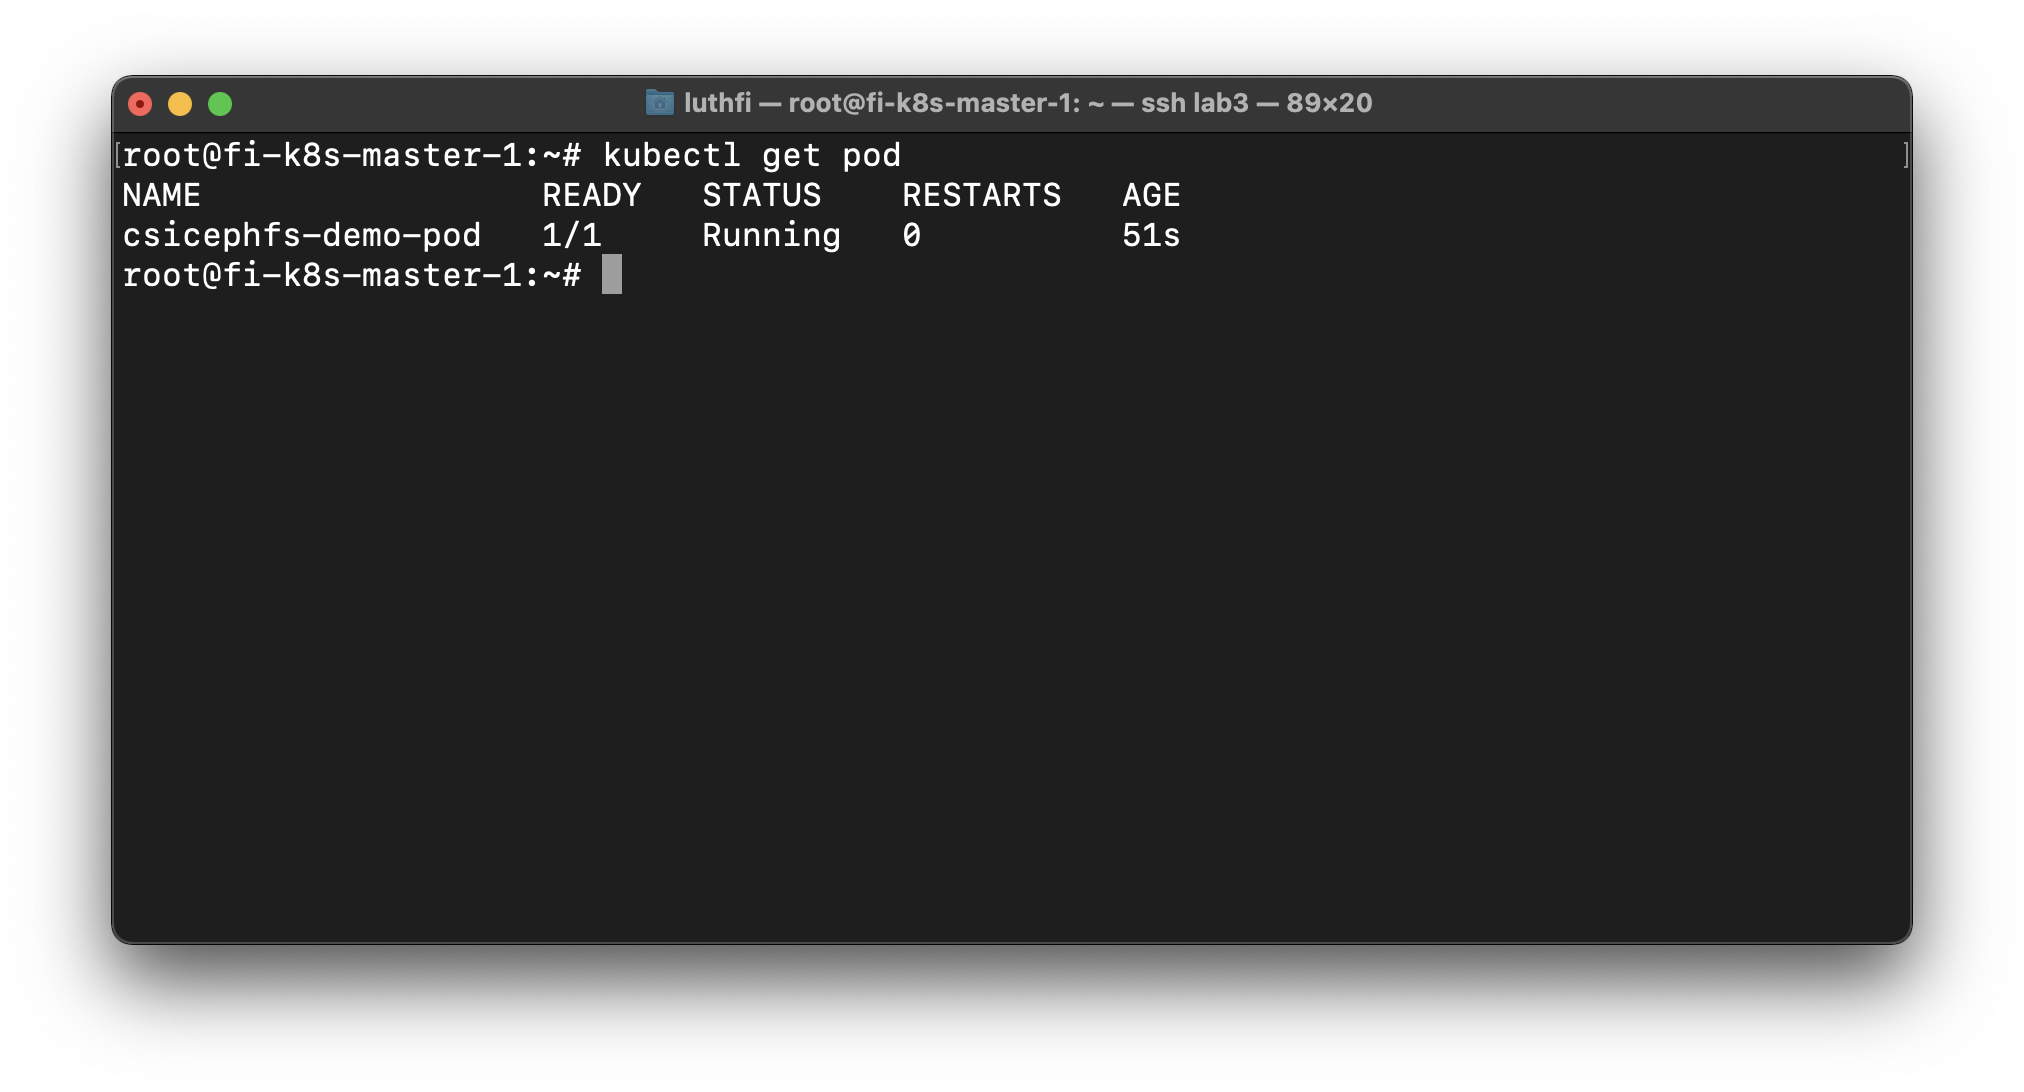 luthfi — root@fi-k8s-master-1: ~ — ssh lab3 — 89×20
[root@fi-k8s-master-1:~# kubectl get pod ]
NAME                 READY   STATUS    RESTARTS   AGE
csicephfs-demo-pod   1/1     Running   0          51s
root@fi-k8s-master-1:~#